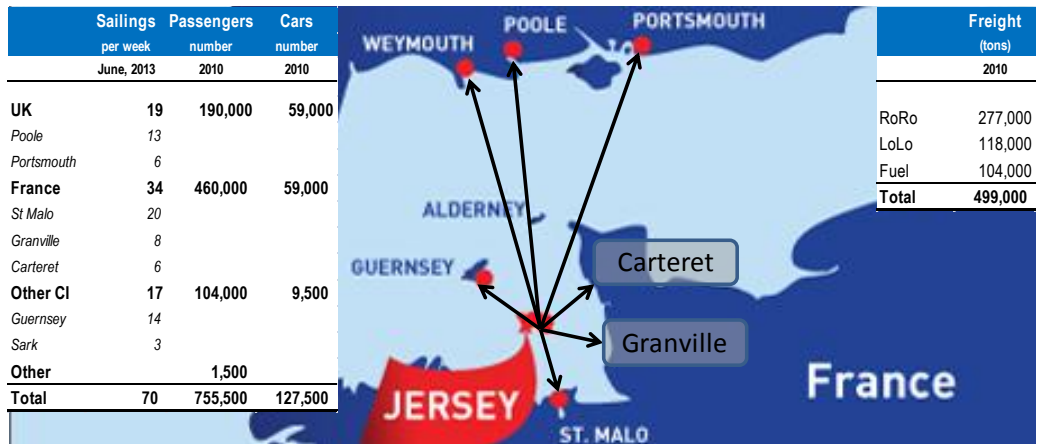 Sailings Passengers Cars
per week number number
June, 2013 2010 2010
UK 19 190,000 59,000
Poole 13
Portsmouth 6
France 34 460,000 59,000
St Malo 20
Granville 8
Carteret 6
Other CI 17 104,000 9,500
Guernsey 14
Sark 3
Other 1,500
Total 70 755,500 127,500
WEYMOUTH
POOLE
PORTSMOUTH
ALDERNEY
GUERNSEY
Carteret
Granville
JERSEY
ST. MALO
France
Freight
(tons)
2010
RoRo 277,000
LoLo 118,000
Fuel 104,000
Total 499,000